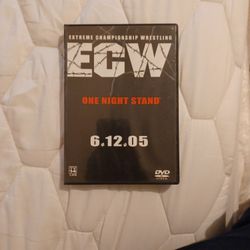 EXTREME CHAMPIONSHIP WRESTLING
ECW
ONE NIGHT STAND
6.12.05
DVD